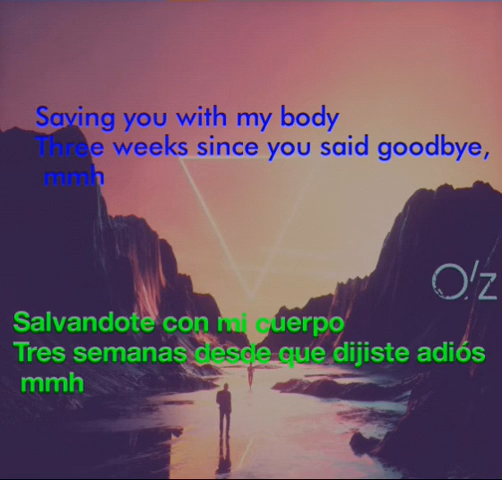 Saving you with my body
Three weeks since you said goodbye,
mmh
O'z
Salvandote con mi cuerpo
Tres semanas desde que dijiste adiós
mmh